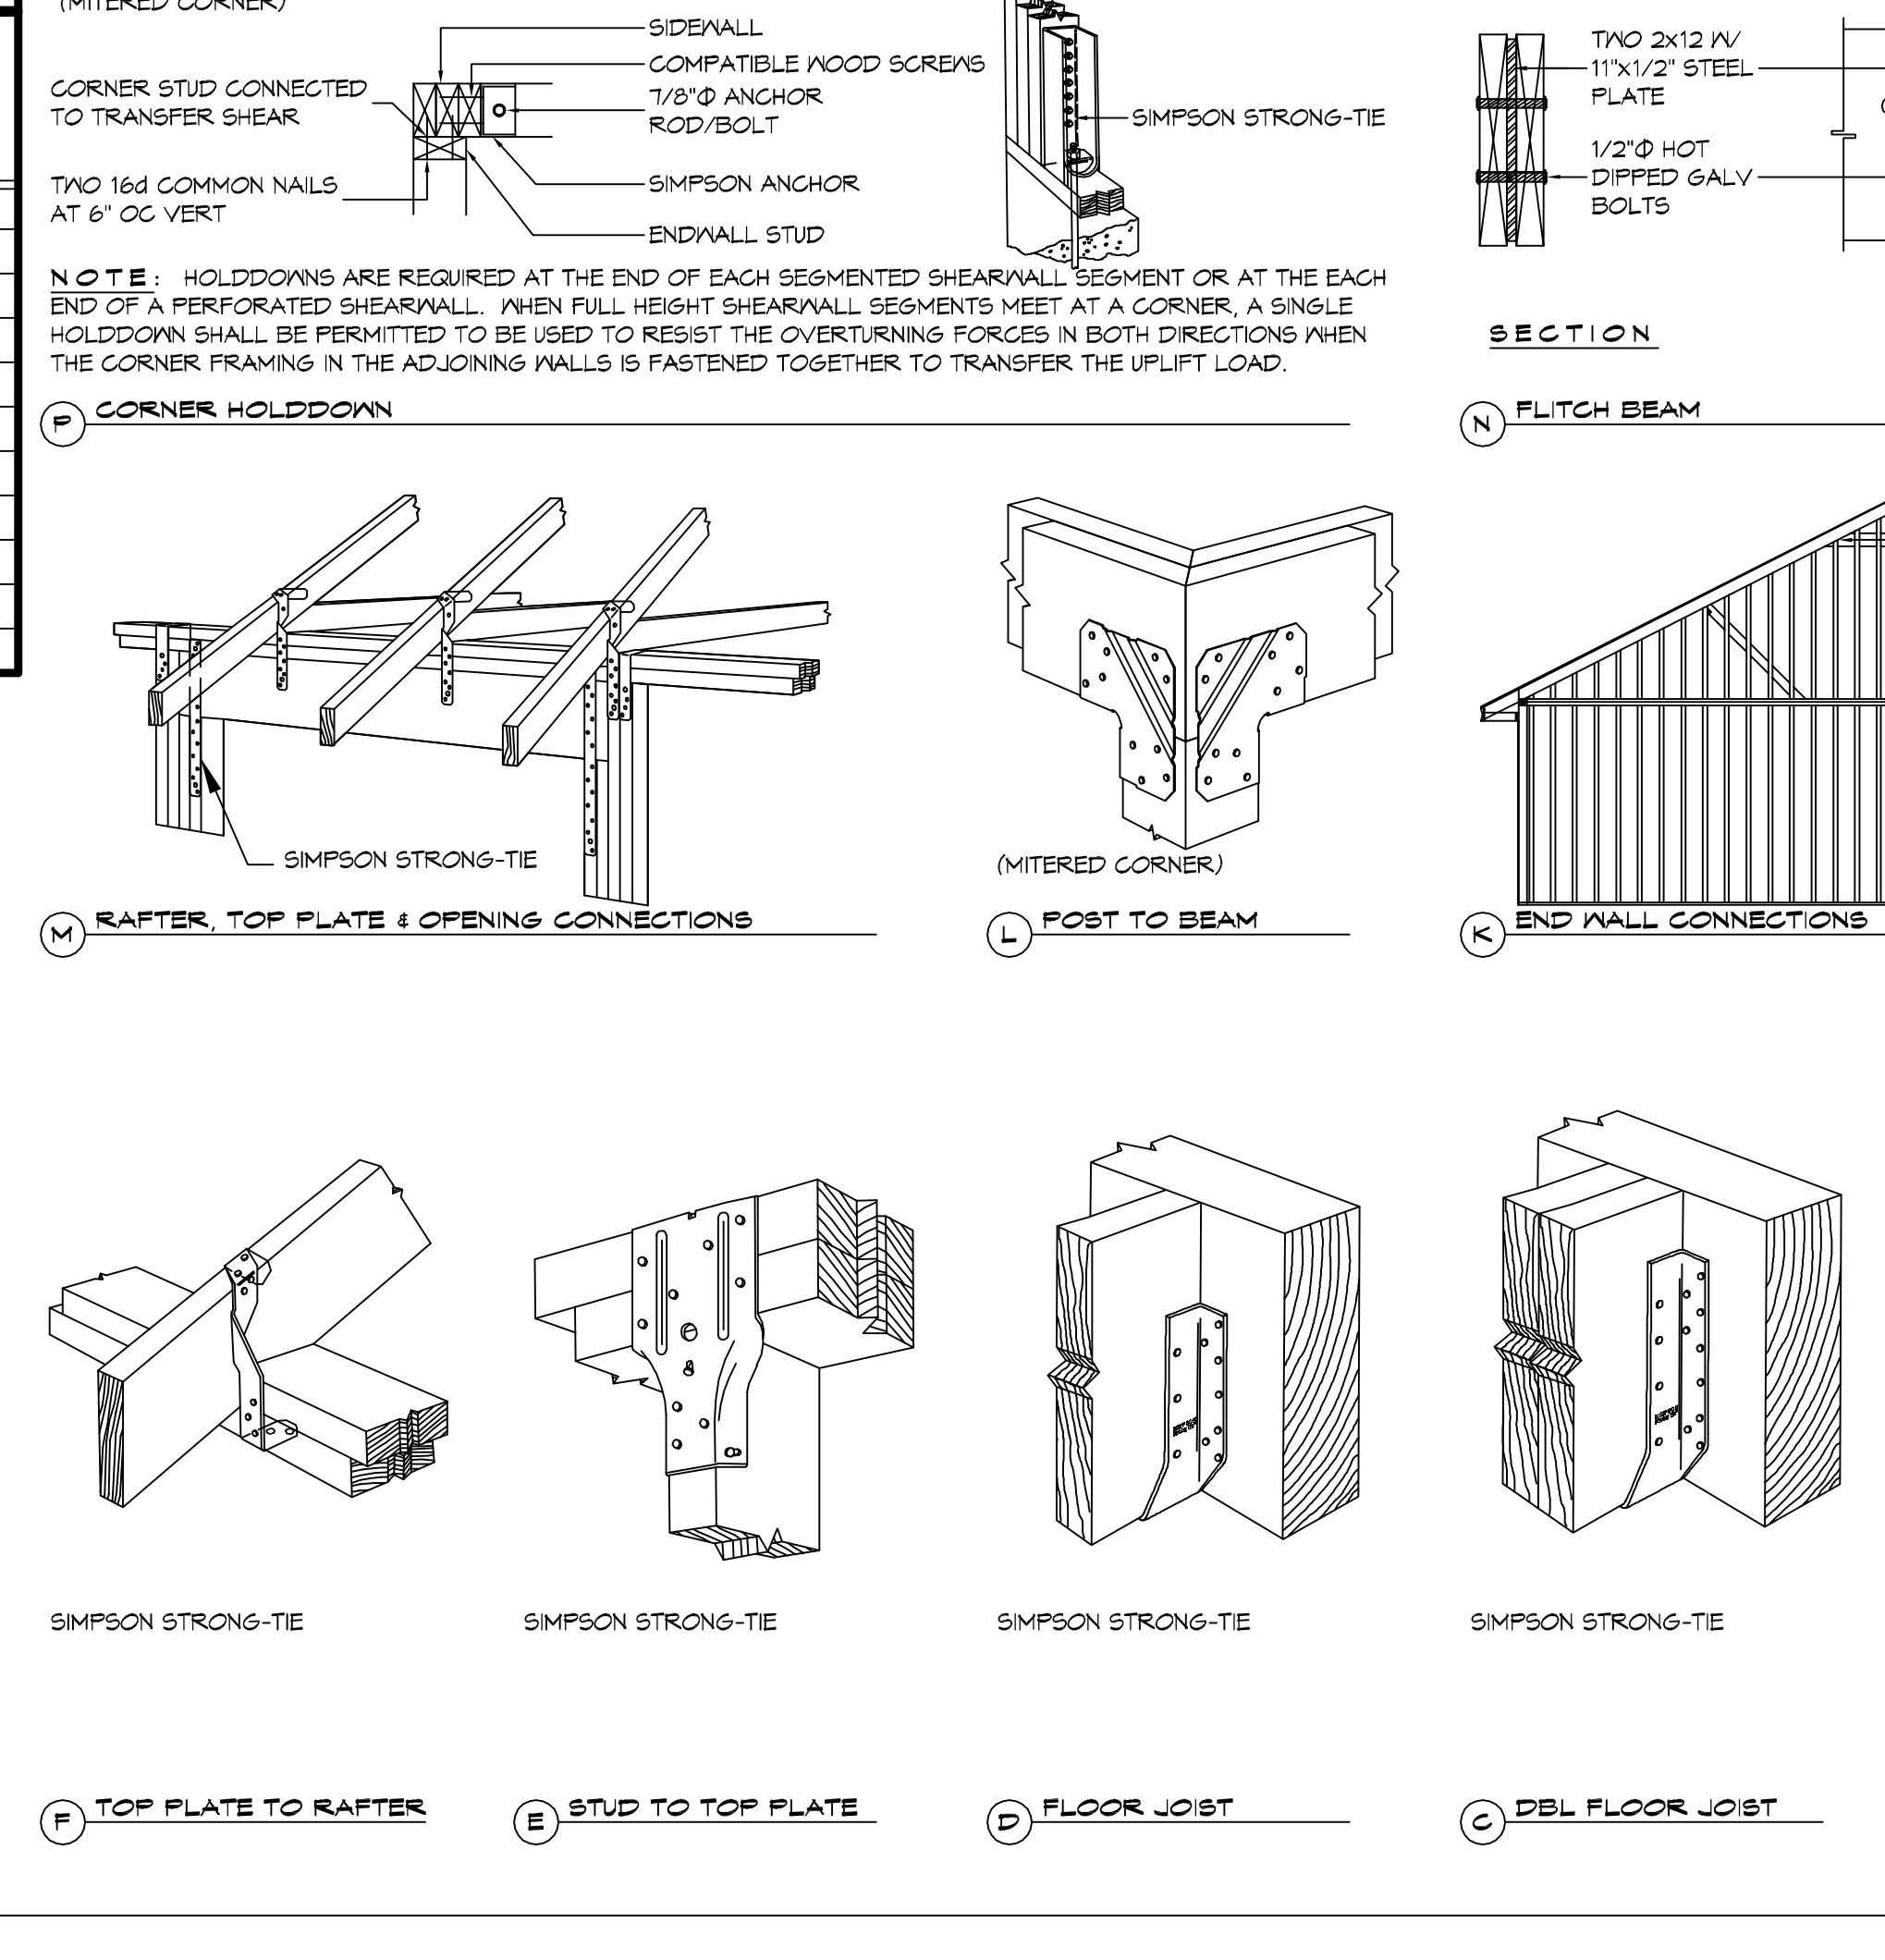 (MITERED CORNER)
SIDEWALL
COMPATIBLE WOOD SCREWS
7/8"Φ ANCHOR
ROD/BOLT
SIMPSON ANCHOR
ENDWALL STUD
CORNER STUD CONNECTED
TO TRANSFER SHEAR
TWO 16d COMMON NAILS
AT 6" OC VERT
SIMPSON STRONG-TIE
NOTE: HOLDDOWNS ARE REQUIRED AT THE END OF EACH SEGMENTED SHEARWALL SEGMENT OR AT THE EACH
END OF A PERFORATED SHEARWALL. WHEN FULL HEIGHT SHEARWALL SEGMENTS MEET AT A CORNER, A SINGLE
HOLDDOWN SHALL BE PERMITTED TO BE USED TO RESIST THE OVERTURNING FORCES IN BOTH DIRECTIONS WHEN
THE CORNER FRAMING IN THE ADJOINING WALLS IS FASTENED TOGETHER TO TRANSFER THE UPLIFT LOAD.
P CORNER HOLDDOWN
TWO 2x12 W/
11"x1/2" STEEL
PLATE
1/2"Φ HOT
DIPPED GALV
BOLTS
SECTION
N FLITCH BEAM
SIMPSON STRONG-TIE
M RAFTER, TOP PLATE & OPENING CONNECTIONS
(MITERED CORNER)
L POST TO BEAM
K END WALL CONNECTIONS
SIMPSON STRONG-TIE
F TOP PLATE TO RAFTER
SIMPSON STRONG-TIE
E STUD TO TOP PLATE
SIMPSON STRONG-TIE
D FLOOR JOIST
SIMPSON STRONG-TIE
C DBL FLOOR JOIST